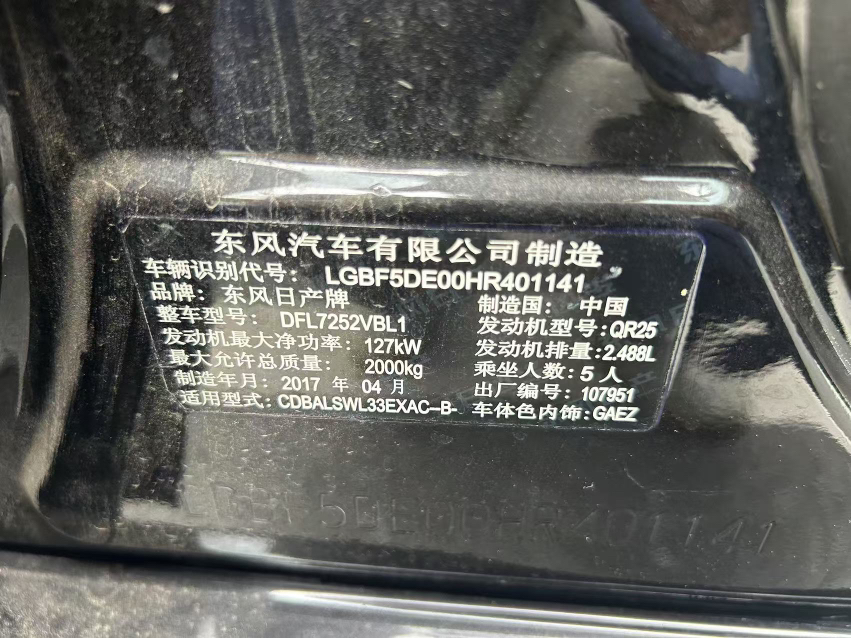 东风汽车有限公司制造
车辆识别代号: LGBF5DE00HR401141
品牌: 东风日产牌 制造国: 中国
整车型号: DFL7252VBL1 发动机型号: QR25
发动机最大净功率: 127kW 发动机排量: 2.488L
最大允许总质量: 2000kg 乘坐人数: 5 人
制造年月: 2017 年 04 月 出厂编号: 107951
适用型式: CDBALSWL33EXAC-B- 车体色内饰: GAEZ
LGBF5DE00HR401141